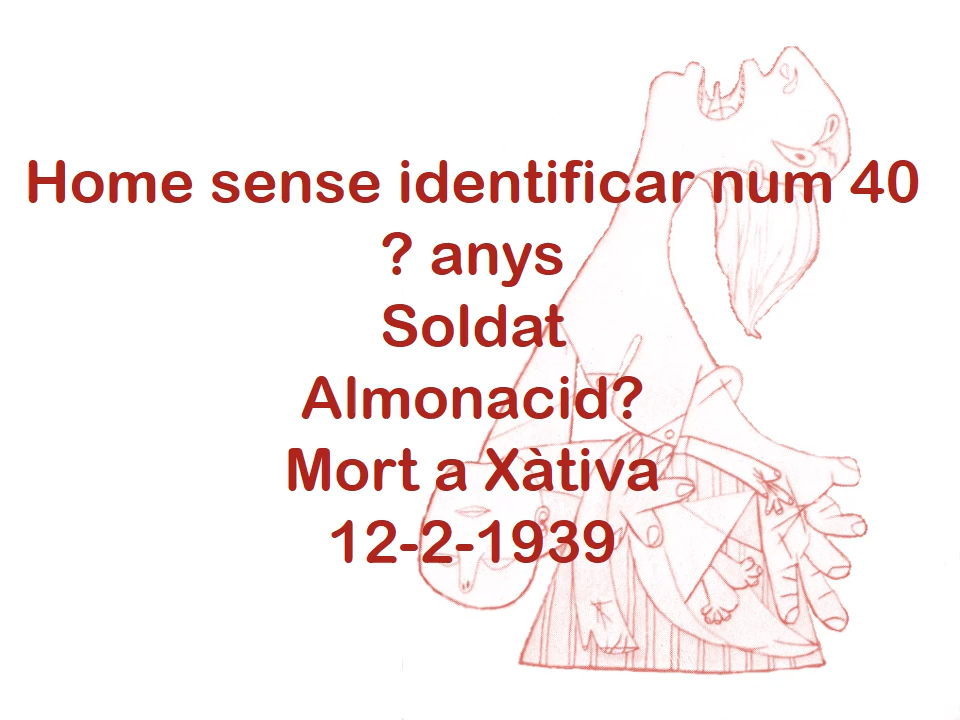 Home sense identificar num 40
? anys
Soldat
Almonacid?
Mort a Xàtiva
12-2-1939